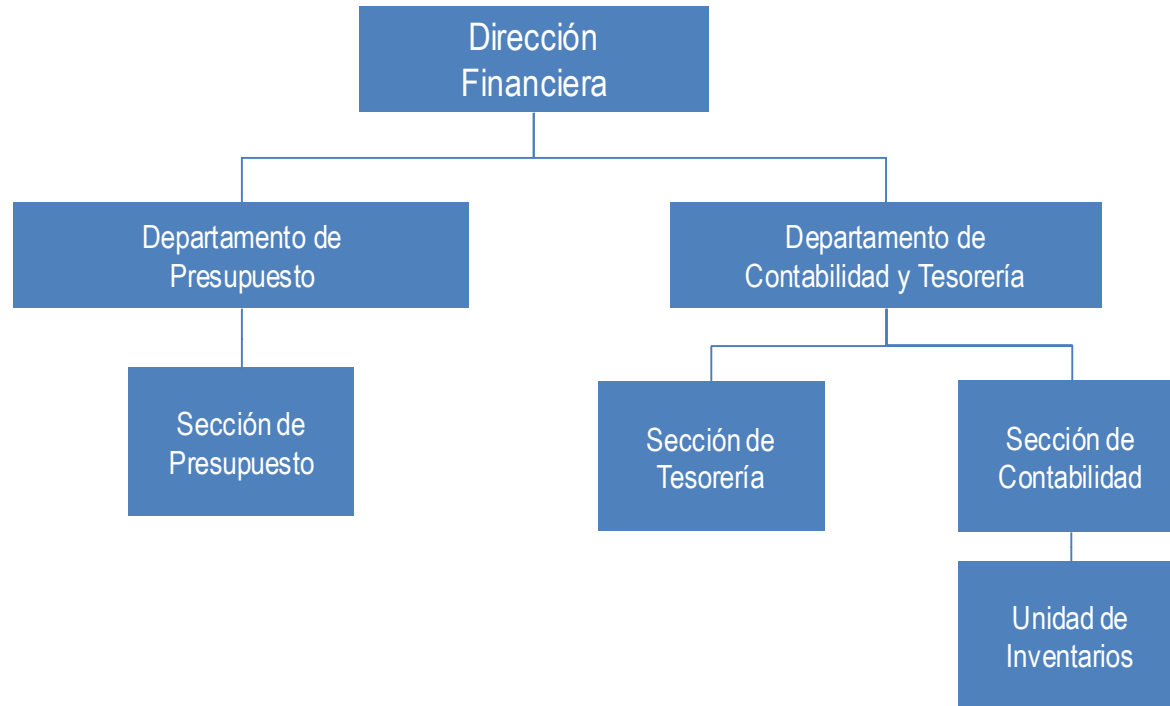 Dirección
Financiera
Departamento de
Presupuesto
Departamento de
Contabilidad y Tesorería
Sección de
Presupuesto
Sección de
Tesorería
Sección de
Contabilidad
Unidad de
Inventarios